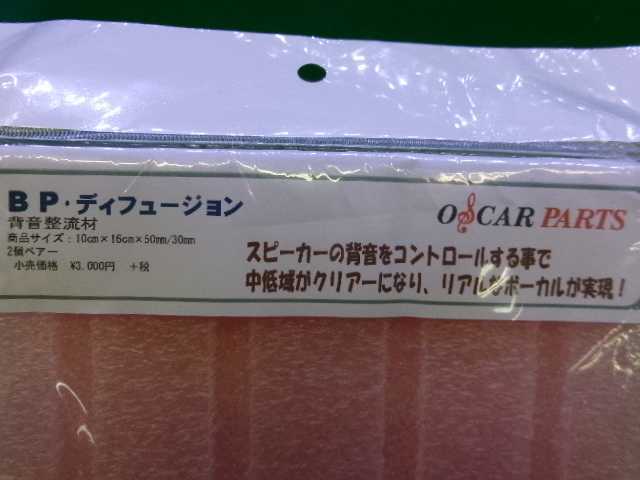 BP・ディフュージョン
背音整流材
商品サイズ：10cm×16cm×50mm/30mm
2個ペアー
小売価格 ¥3.000円 +税
OSCAR PARTS
スピーカーの背音をコントロールする事で
中低域がクリアーになり、リアルなボーカルが実現！